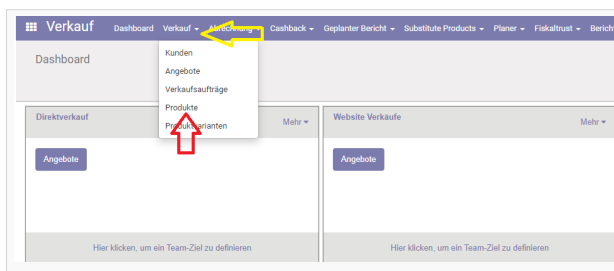 Verkauf Dashboard Verkauf Abrechnung Cashback Geplanter Bericht Substitute Products Planer Fiskaltrust Bericht
Dashboard
Kunden
Angebote
Verkaufsaufträge
Produkte
Produktvarianten
Direktverkauf Mehr
Angebote
Hier klicken, um ein Team-Ziel zu definieren
Website Verkäufe Mehr
Angebote
Hier klicken, um ein Team-Ziel zu definieren